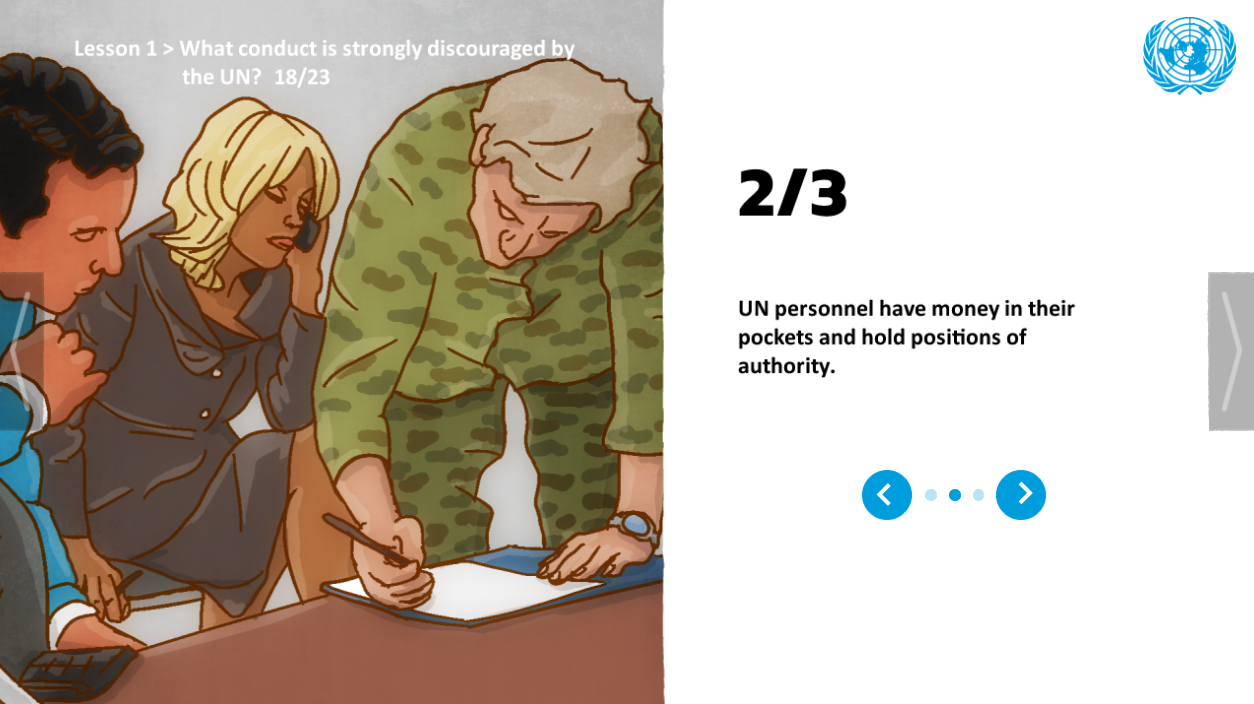 Lesson 1 > What conduct is strongly discouraged by
the UN? 18/23
2/3
UN personnel have money in their
pockets and hold positions of
authority.